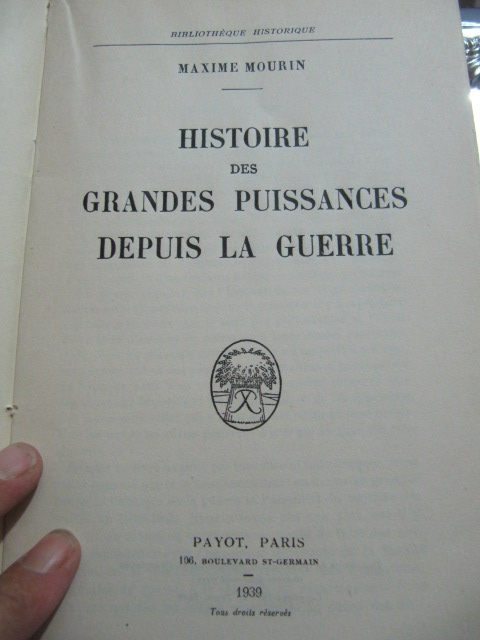 BIBLIOTHÈQUE HISTORIQUE
MAXIME MOURIN
HISTOIRE
DES
GRANDES PUISSANCES
DEPUIS LA GUERRE
PAYOT, PARIS
106, BOULEVARD ST-GERMAIN
1939
Tous droits réservés